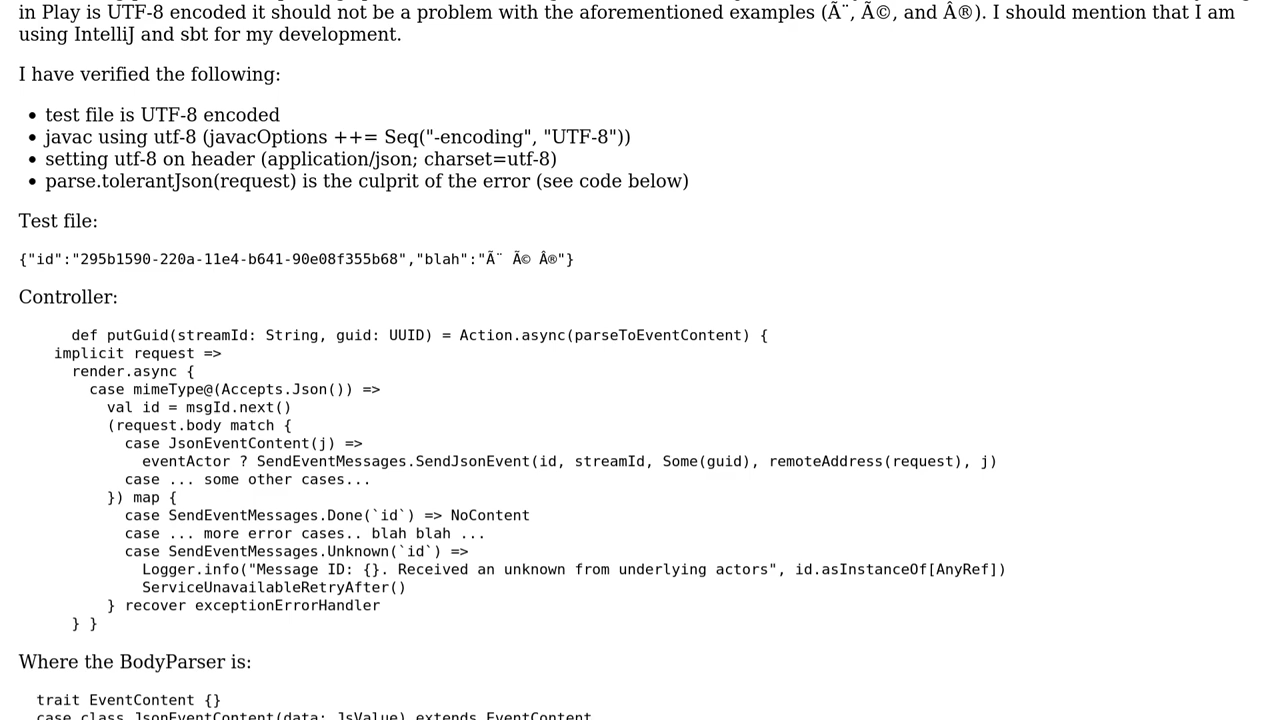 in Play is UTF-8 encoded it should not be a problem with the aforementioned examples (Ã¨, Ã©, and Â®). I should mention that I am
using IntelliJ and sbt for my development.
I have verified the following:
• test file is UTF-8 encoded
• javac using utf-8 (javacOptions ++= Seq("-encoding", "UTF-8"))
• setting utf-8 on header (application/json; charset=utf-8)
• parse.tolerantJson(request) is the culprit of the error (see code below)
Test file:
{"id":"295b1590-220a-11e4-b641-90e08f355b68","blah":"Ã¨ Ã© Â®"}
Controller:
def putGuid(streamId: String, guid: UUID) = Action.async(parseToEventContent) {
implicit request =>
render.async {
case mimeType@(Accepts.Json()) =>
val id = msgId.next()
(request.body match {
case JsonEventContent(j) =>
eventActor ? SendEventMessages.SendJsonEvent(id, streamId, Some(guid), remoteAddress(request), j)
case ... some other cases...
}) map {
case SendEventMessages.Done(`id`) => NoContent
case ... more error cases.. blah blah ...
case SendEventMessages.Unknown(`id`) =>
Logger.info("Message ID: {}. Received an unknown from underlying actors", id.asInstanceOf[AnyRef])
ServiceUnavailableRetryAfter()
} recover exceptionErrorHandler
} }
Where the BodyParser is:
trait EventContent {}
case class JsonEventContent(data: JsValue) extends EventContent